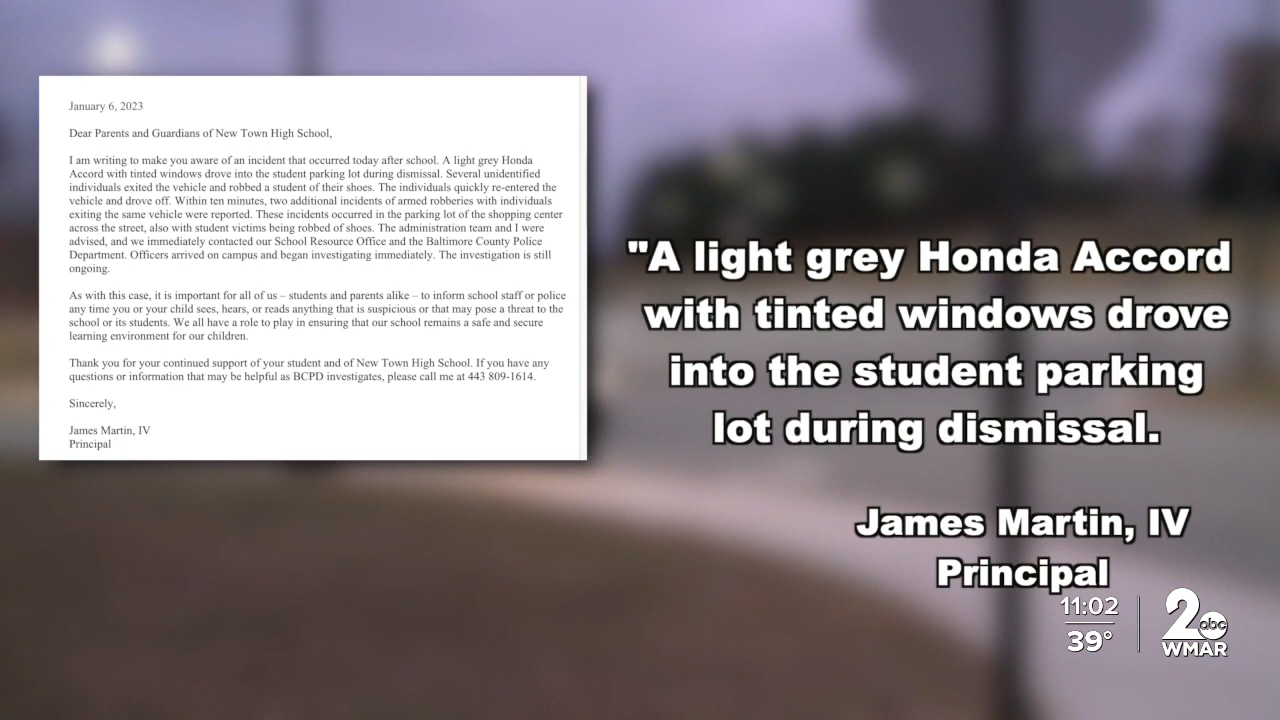 January 6, 2023
Dear Parents and Guardians of New Town High School,
I am writing to make you aware of an incident that occurred today after school. A light grey Honda
Accord with tinted windows drove into the student parking lot during dismissal. Several unidentified
individuals exited the vehicle and robbed a student of their shoes. The individuals quickly re-entered the
vehicle and drove off. Within ten minutes, two additional incidents of armed robberies with individuals
exiting the same vehicle were reported. These incidents occurred in the parking lot of the shopping center
across the street, also with student victims being robbed of shoes. The administration team and I were
advised, and we immediately contacted our School Resource Office and the Baltimore County Police
Department. Officers arrived on campus and began investigating immediately. The investigation is still
ongoing.
As with this case, it is important for all of us – students and parents alike – to inform school staff or police
any time you or your child sees, hears, or reads anything that is suspicious or that may pose a threat to the
school or its students. We all have a role to play in ensuring that our school remains a safe and secure
learning environment for our children.
Thank you for your continued support of your student and of New Town High School. If you have any
questions or information that may be helpful as BCPD investigates, please call me at 443 809-1614.
Sincerely,
James Martin, IV
Principal
"A light grey Honda Accord
with tinted windows drove
into the student parking
lot during dismissal.
James Martin, IV
Principal
11:02
39°
2
abc
WMAR